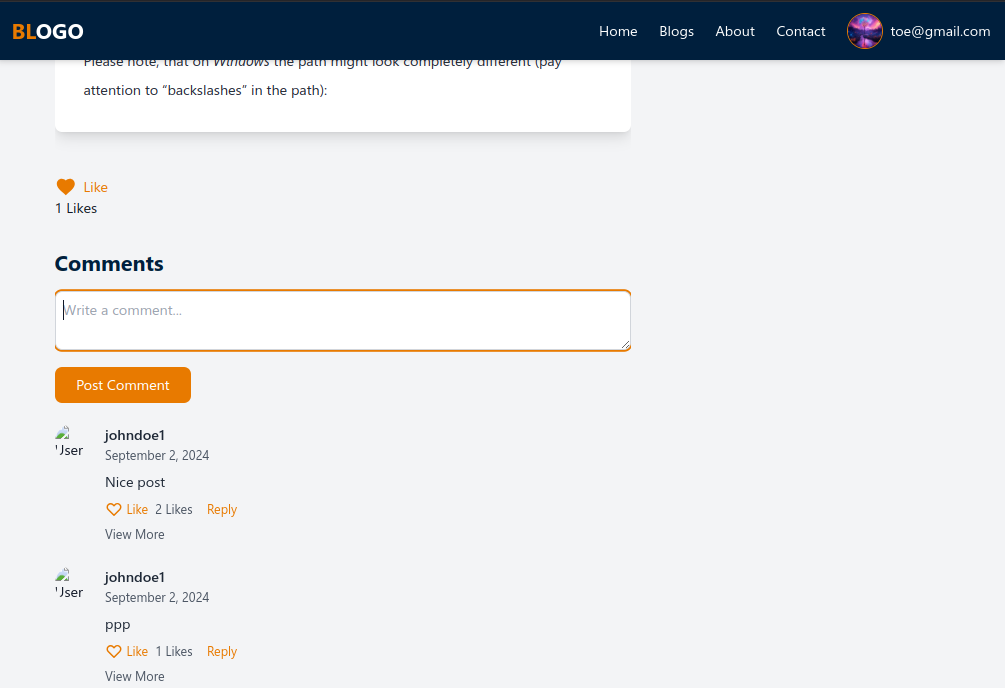 BLOGO
Home Blogs About Contact toe@gmail.com
Please note, that on Windows the path might look completely different (pay
attention to “backslashes” in the path):
Like
1 Likes
Comments
Write a comment...
Post Comment
User
johndoe1
September 2, 2024
Nice post
Like 2 Likes Reply
View More
User
johndoe1
September 2, 2024
ppp
Like 1 Likes Reply
View More